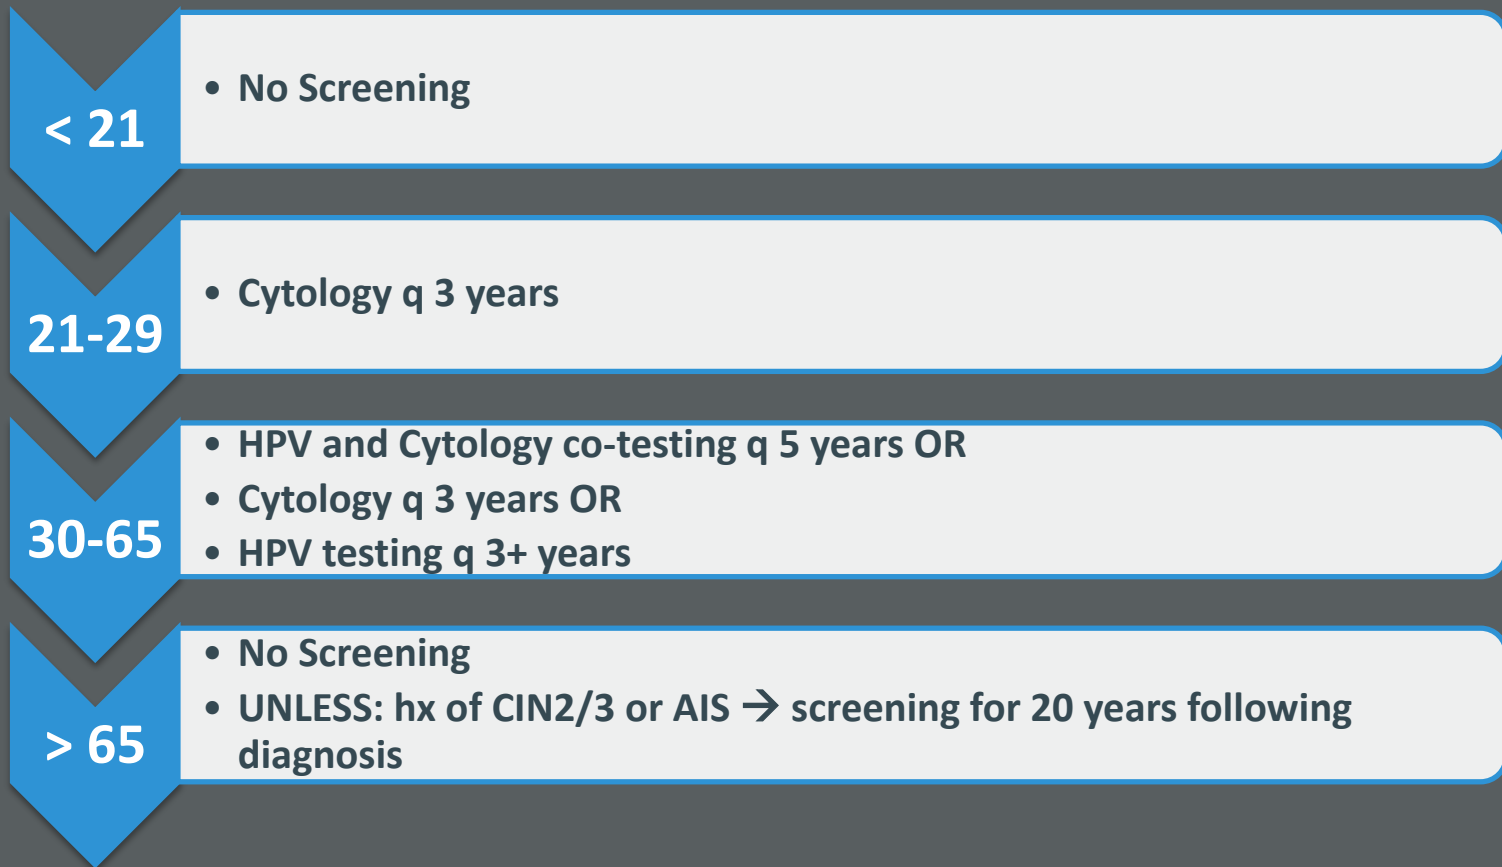 < 21
• No Screening
21-29
• Cytology q 3 years
30-65
• HPV and Cytology co-testing q 5 years OR
• Cytology q 3 years OR
• HPV testing q 3+ years
> 65
• No Screening
• UNLESS: hx of CIN2/3 or AIS → screening for 20 years following
diagnosis